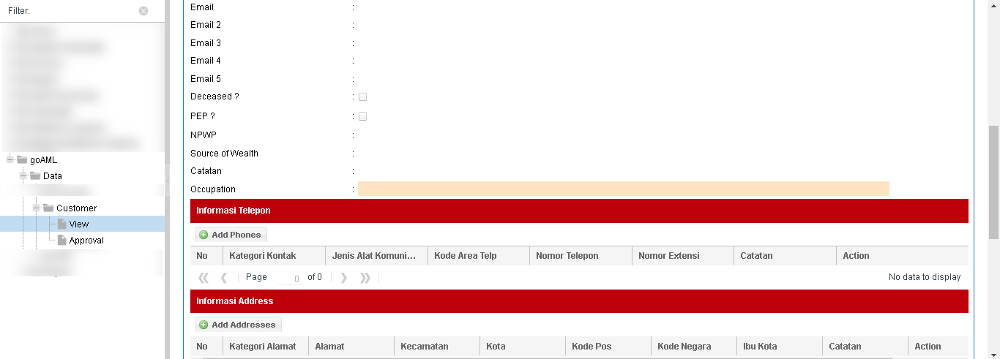 Filter:
goAML
Data
Customer
View
Approval
Email :
Email 2 :
Email 3 :
Email 4 :
Email 5 :
Deceased ? :
PEP ? :
NPWP :
Source of Wealth :
Catatan :
Occupation :
Informasi Telepon
Add Phones
No Kategori Kontak Jenis Alat Komuni... Kode Area Telp Nomor Telepon Nomor Extensi Catatan Action
Page 0 of 0 No data to display
Informasi Address
Add Addresses
No Kategori Alamat Alamat Kecamatan Kota Kode Pos Kode Negara Ibu Kota Catatan Action